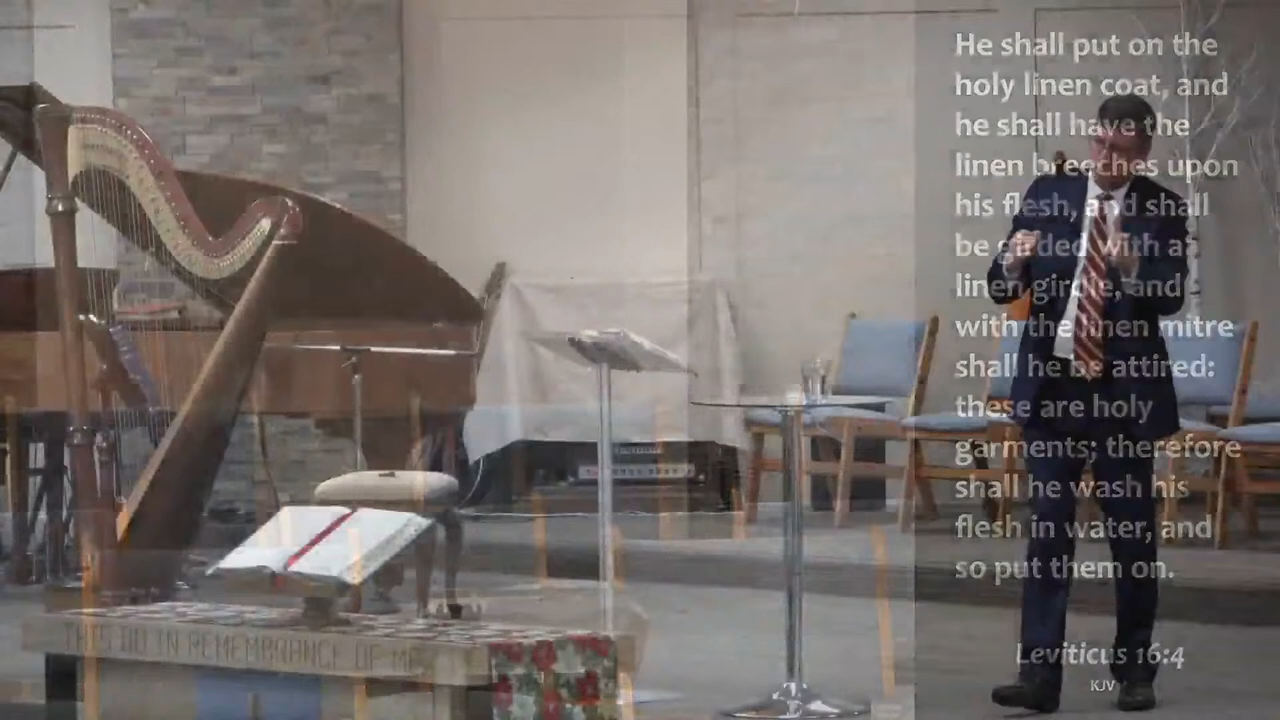 He shall put on the
holy linen coat, and
he shall have the
linen breeches upon
his flesh, and shall
be girded with a
linen girdle, and
with the linen mitre
shall he be attired:
these are holy
garments; therefore
shall he wash his
flesh in water, and
so put them on.
Leviticus 16:4
KJV
THIS DO IN REMEMBRANCE OF ME